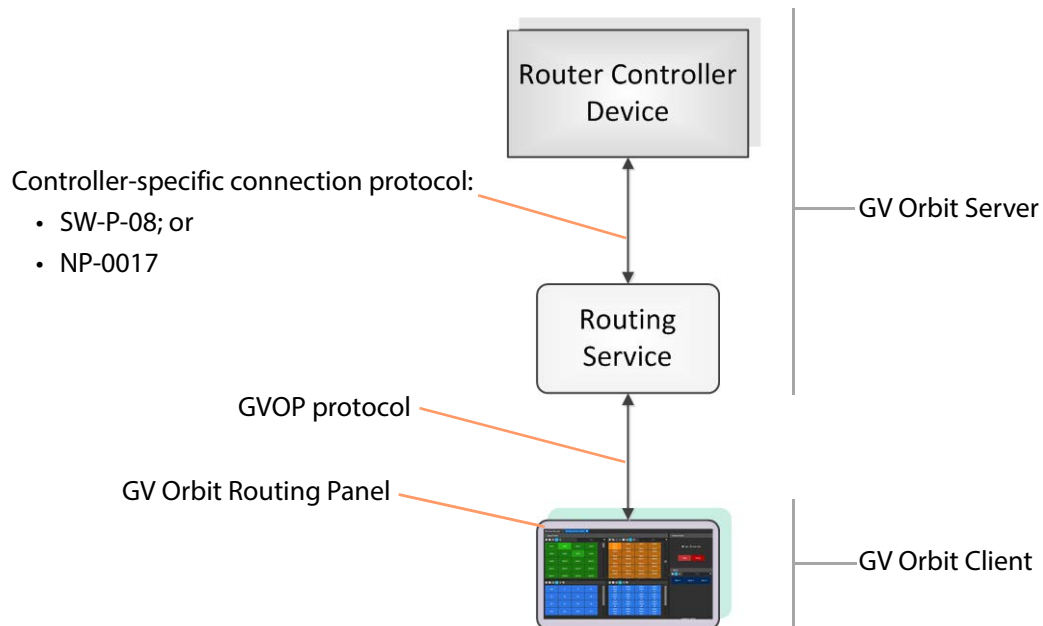 Router Controller
Device
Controller-specific connection protocol:
• SW-P-08; or
• NP-0017
GV Orbit Server
Routing
Service
GVOP protocol
GV Orbit Routing Panel
GV Orbit Client